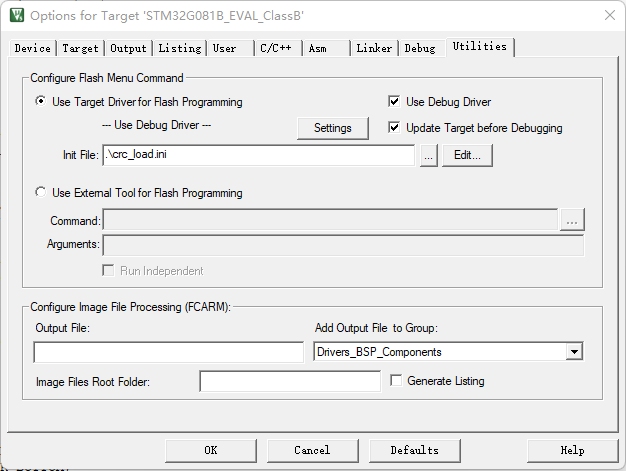 Options for Target 'STM32G081B_EVAL_ClassB'
Device Target Output Listing User C/C++ Asm Linker Debug Utilities
Configure Flash Menu Command
Use Target Driver for Flash Programming Use Debug Driver
--- Use Debug Driver --- Settings Update Target before Debugging
Init File: .\crc_load.ini ... Edit...
Use External Tool for Flash Programming
Command: ...
Arguments:
Run Independent
Configure Image File Processing (FCARM):
Output File: Add Output File to Group:
Drivers_BSP_Components
Image Files Root Folder: Generate Listing
OK Cancel Defaults Help